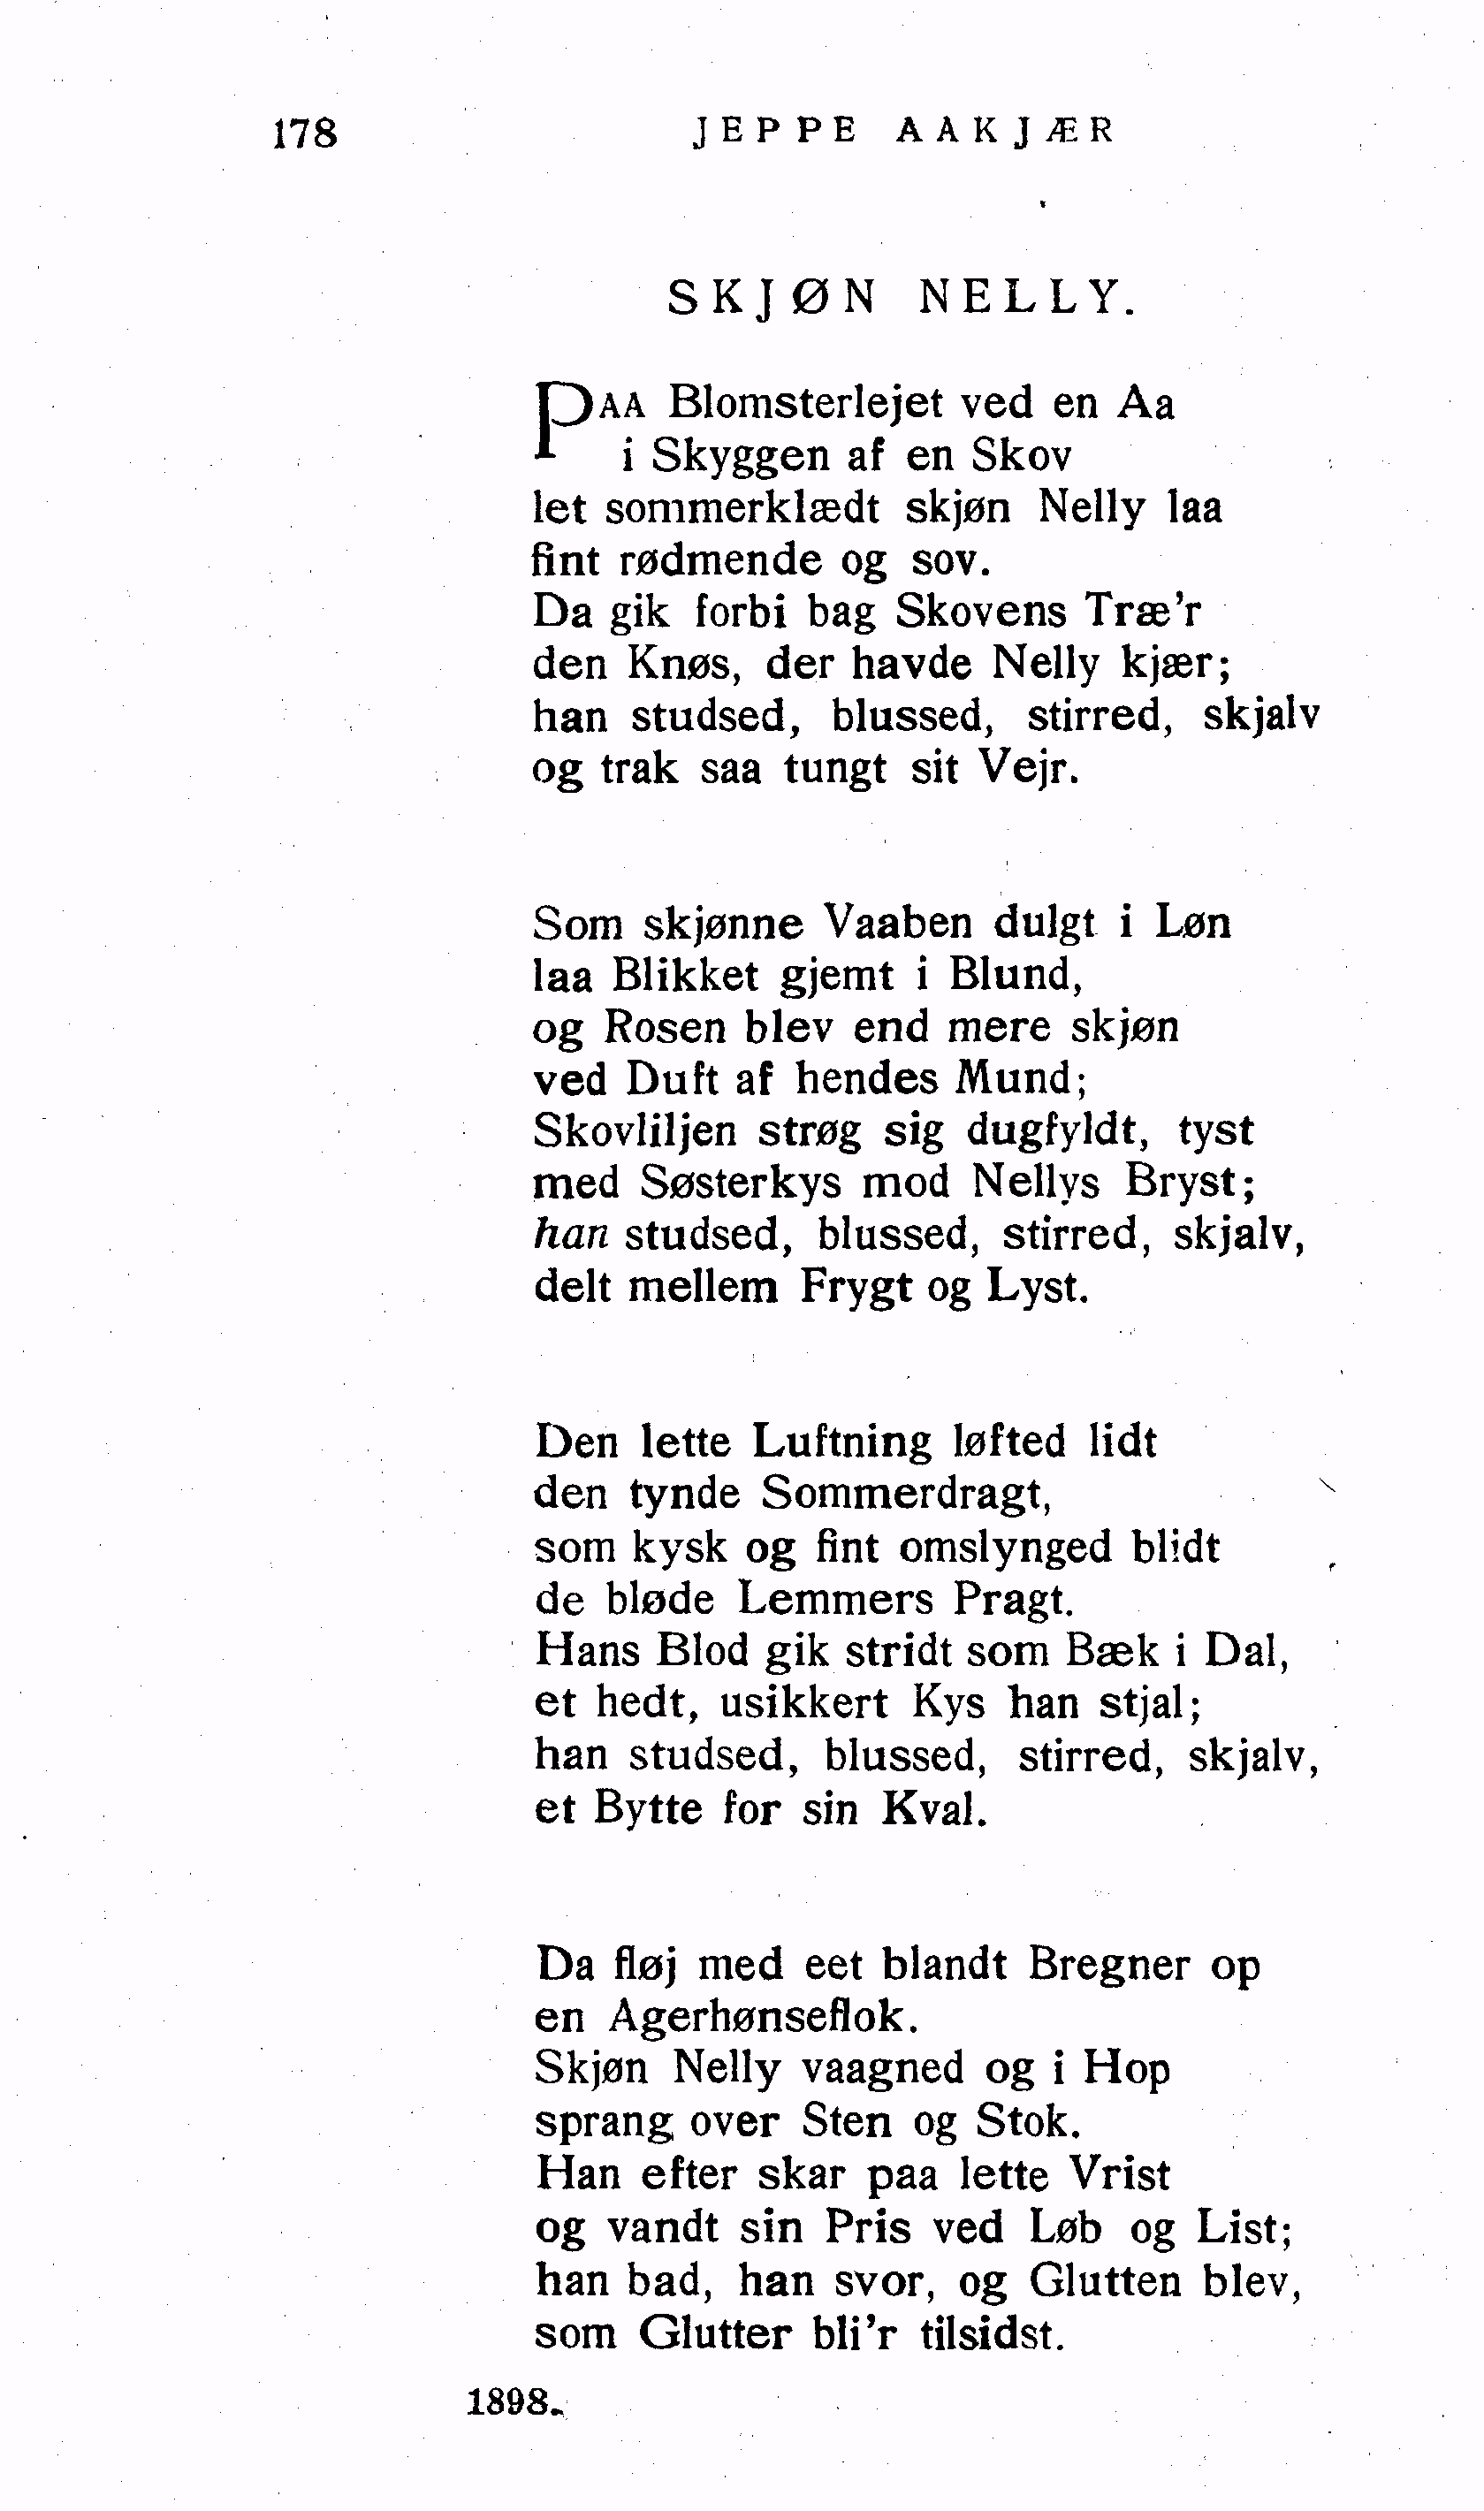 178 JEPPE AAKJÆR
SKJØN NELLY.
PAA Blomsterlejet ved en Aa
i Skyggen af en Skov
let sommerklædt skjøn Nelly laa
fint rødmende og sov.
Da gik forbi bag Skovens Træ'r
den Knøs, der havde Nelly kjær;
han studsed, blussed, stirred, skjalv
og trak saa tungt sit Vejr.
Som skjønne Vaaben dulgt i Løn
laa Blikket gjemt i Blund,
og Rosen blev end mere skjøn
ved Duft af hendes Mund;
Skovliljen strøg sig dugfyldt, tyst
med Søsterkys mod Nellys Bryst;
han studsed, blussed, stirred, skjalv,
delt mellem Frygt og Lyst.
Den lette Luftning løfted lidt
den tynde Sommerdragt,
som kysk og fint omslynged blidt
de bløde Lemmers Pragt.
Hans Blod gik stridt som Bæk i Dal,
et hedt, usikkert Kys han stjal;
han studsed, blussed, stirred, skjalv,
et Bytte for sin Kval.
Da fløj med eet blandt Bregner op
en Agerhønseflok.
Skjøn Nelly vaagned og i Hop
sprang over Sten og Stok.
Han efter skar paa lette Vrist
og vandt sin Pris ved Løb og List;
han bad, han svor, og Glutten blev,
som Glutter bli'r tilsidst.
1898.